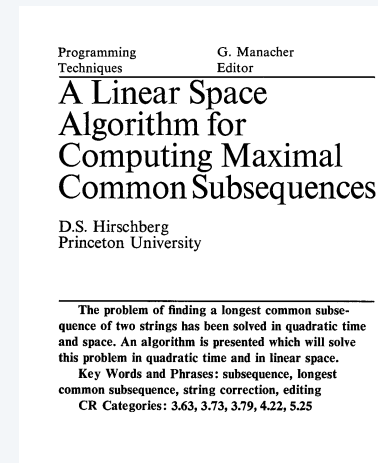 Programming
Techniques
G. Manacher
Editor
A Linear Space
Algorithm for
Computing Maximal
Common Subsequences
D.S. Hirschberg
Princeton University
The problem of finding a longest common subse-
quence of two strings has been solved in quadratic time
and space. An algorithm is presented which will solve
this problem in quadratic time and in linear space.
Key Words and Phrases: subsequence, longest
common subsequence, string correction, editing
CR Categories: 3.63, 3.73, 3.79, 4.22, 5.25